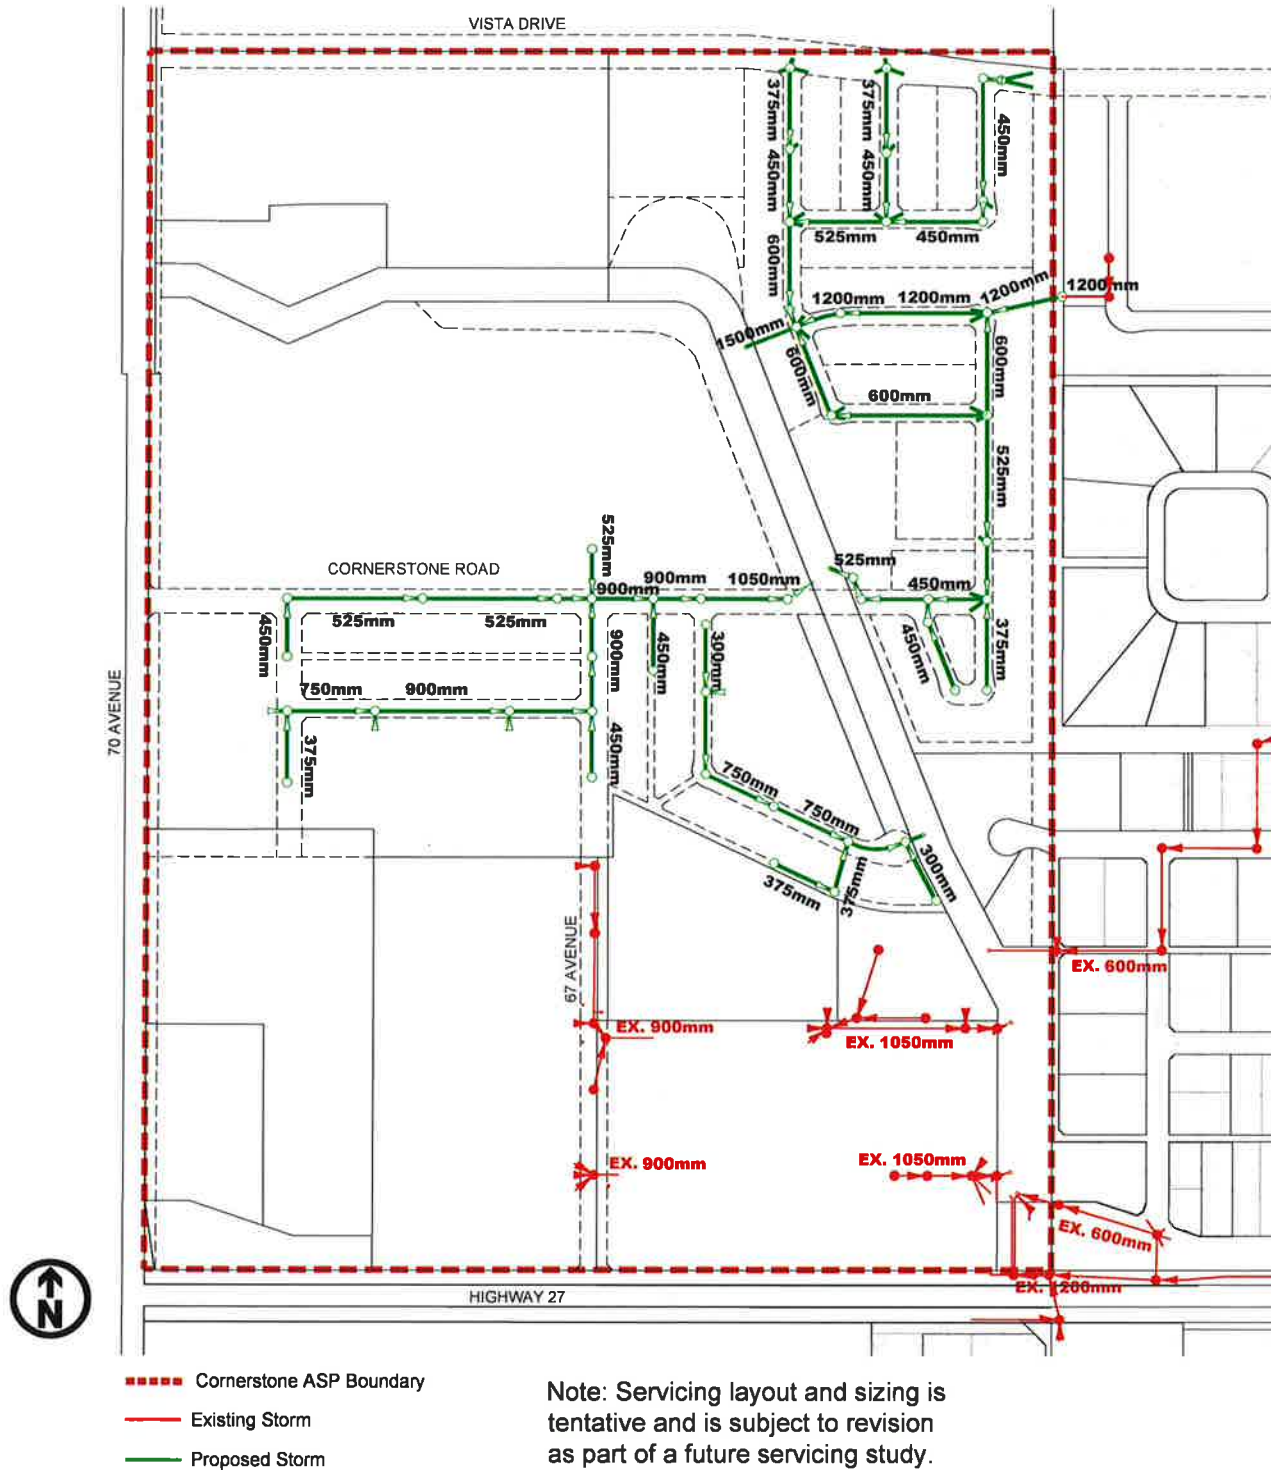 VISTA DRIVE
375mm
375mm
450mm
450mm
450mm
525mm
450mm
600mm
1200mm
1200mm
1200mm
1200mm
1500mm
600mm
600mm
600mm
525mm
525mm
525mm
CORNERSTONE ROAD
900mm
900mm
1050mm
450mm
525mm
525mm
450mm
900mm
450mm
300mm
450mm
375mm
750mm
900mm
70 AVENUE
375mm
450mm
750mm
750mm
300mm
375mm
375mm
67 AVENUE
EX. 600mm
EX. 900mm
EX. 1050mm
EX. 900mm
EX. 1050mm
EX. 600mm
EX. 1200mm
HIGHWAY 27
N
Cornerstone ASP Boundary
Existing Storm
Proposed Storm
Note: Servicing layout and sizing is
tentative and is subject to revision
as part of a future servicing study.